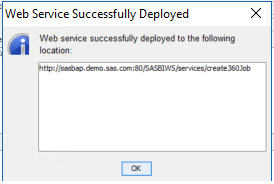 Web Service Successfully Deployed
Web service successfully deployed to the following
location:
http://sasbap.demo.sas.com:80/SASBIWS/services/create360Job
OK